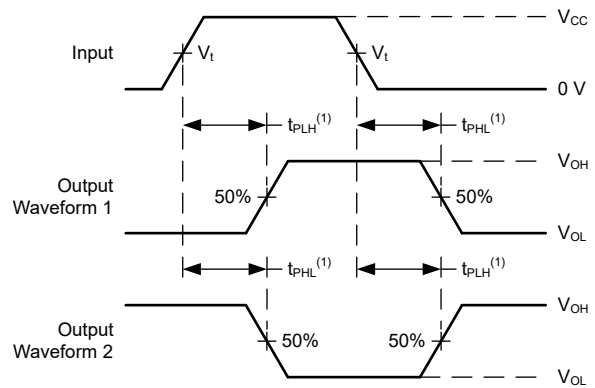 V_CC
Input
V_t
V_t
0 V
t_PLH^(1)
t_PHL^(1)
V_OH
Output
Waveform 1
50%
50%
V_OL
t_PHL^(1)
t_PLH^(1)
V_OH
Output
Waveform 2
50%
50%
V_OL